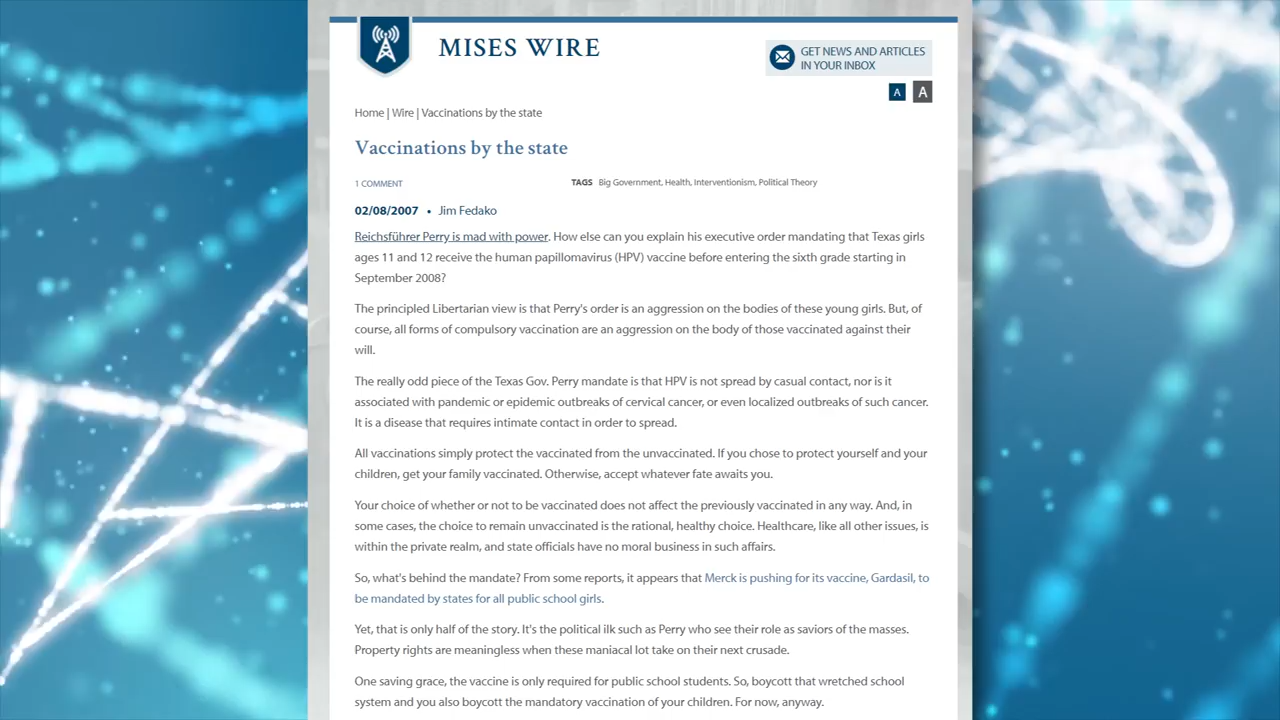 MISES WIRE
GET NEWS AND ARTICLES
IN YOUR INBOX
A A
Home | Wire | Vaccinations by the state
Vaccinations by the state
1 COMMENT
TAGS Big Government, Health, Interventionism, Political Theory
02/08/2007 • Jim Fedako
Reichsführer Perry is mad with power. How else can you explain his executive order mandating that Texas girls
ages 11 and 12 receive the human papillomavirus (HPV) vaccine before entering the sixth grade starting in
September 2008?
The principled Libertarian view is that Perry's order is an aggression on the bodies of these young girls. But, of
course, all forms of compulsory vaccination are an aggression on the body of those vaccinated against their
will.
The really odd piece of the Texas Gov. Perry mandate is that HPV is not spread by casual contact, nor is it
associated with pandemic or epidemic outbreaks of cervical cancer, or even localized outbreaks of such cancer.
It is a disease that requires intimate contact in order to spread.
All vaccinations simply protect the vaccinated from the unvaccinated. If you chose to protect yourself and your
children, get your family vaccinated. Otherwise, accept whatever fate awaits you.
Your choice of whether or not to be vaccinated does not affect the previously vaccinated in any way. And, in
some cases, the choice to remain unvaccinated is the rational, healthy choice. Healthcare, like all other issues, is
within the private realm, and state officials have no moral business in such affairs.
So, what's behind the mandate? From some reports, it appears that Merck is pushing for its vaccine, Gardasil, to
be mandated by states for all public school girls.
Yet, that is only half of the story. It's the political ilk such as Perry who see their role as saviors of the masses.
Property rights are meaningless when these maniacal lot take on their next crusade.
One saving grace, the vaccine is only required for public school students. So, boycott that wretched school
system and you also boycott the mandatory vaccination of your children. For now, anyway.